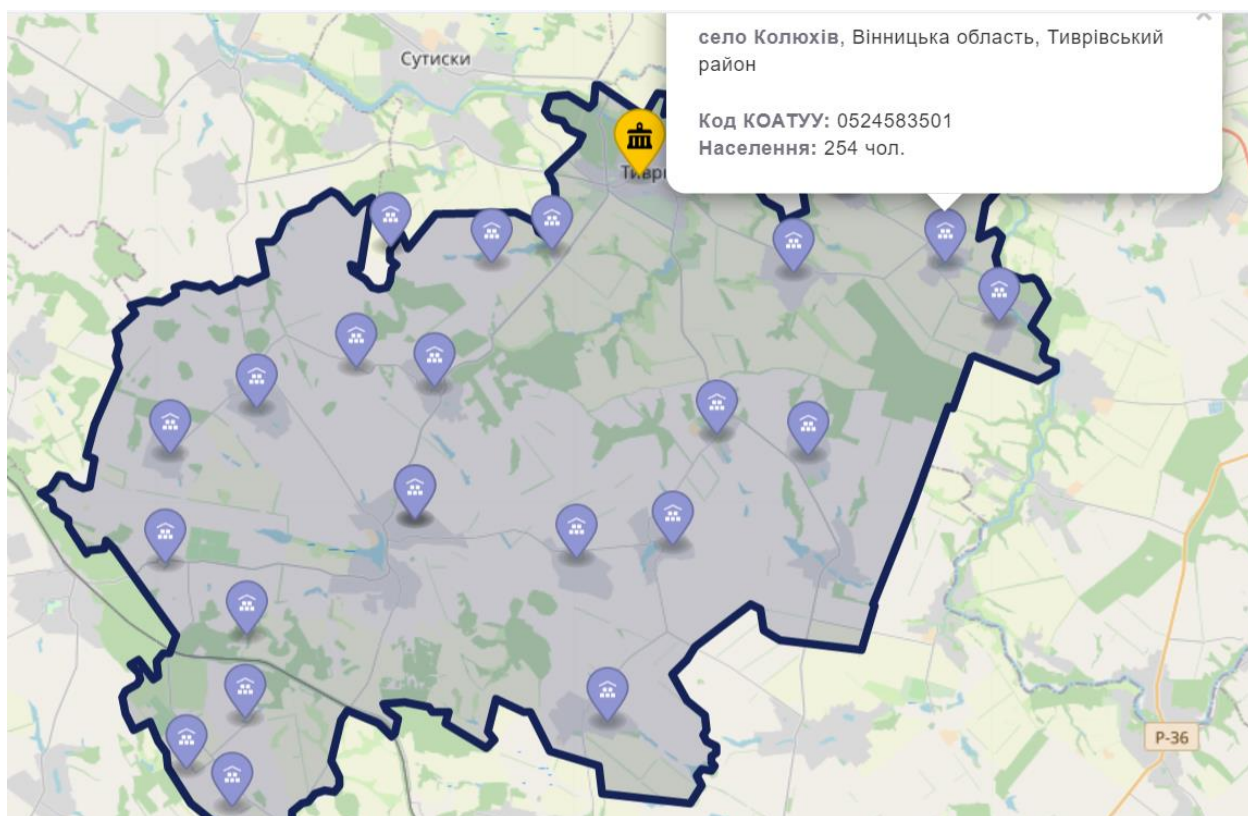 село Колюхів, Вінницька область, Тиврівський
район
Код КОАТУУ: 0524583501
Населення: 254 чол.
Сутиски
Р-36